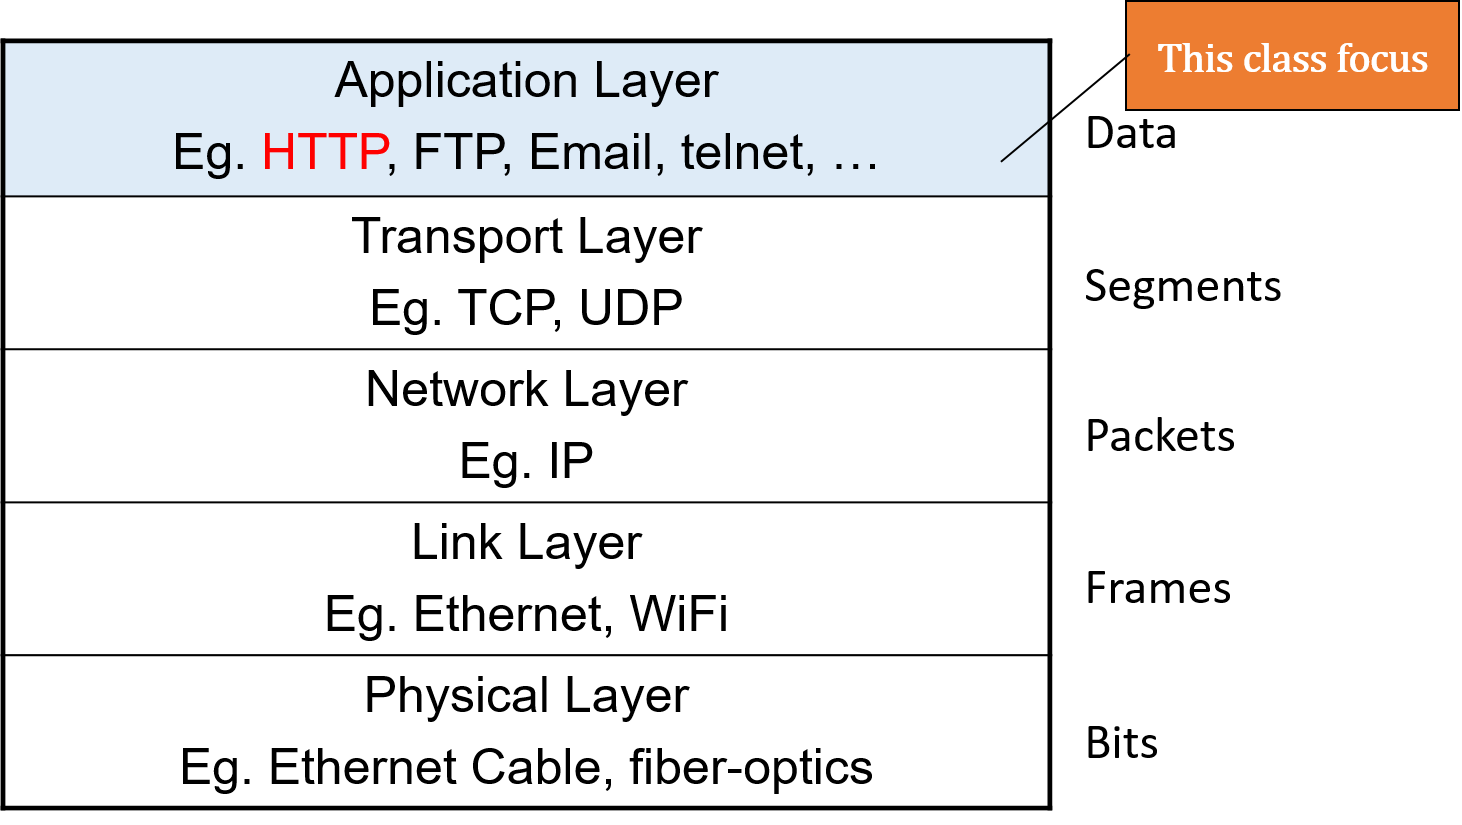 This class focus
Application Layer
Eg. HTTP, FTP, Email, telnet, …
Data
Transport Layer
Eg. TCP, UDP
Segments
Network Layer
Eg. IP
Packets
Link Layer
Eg. Ethernet, WiFi
Frames
Physical Layer
Eg. Ethernet Cable, fiber-optics
Bits